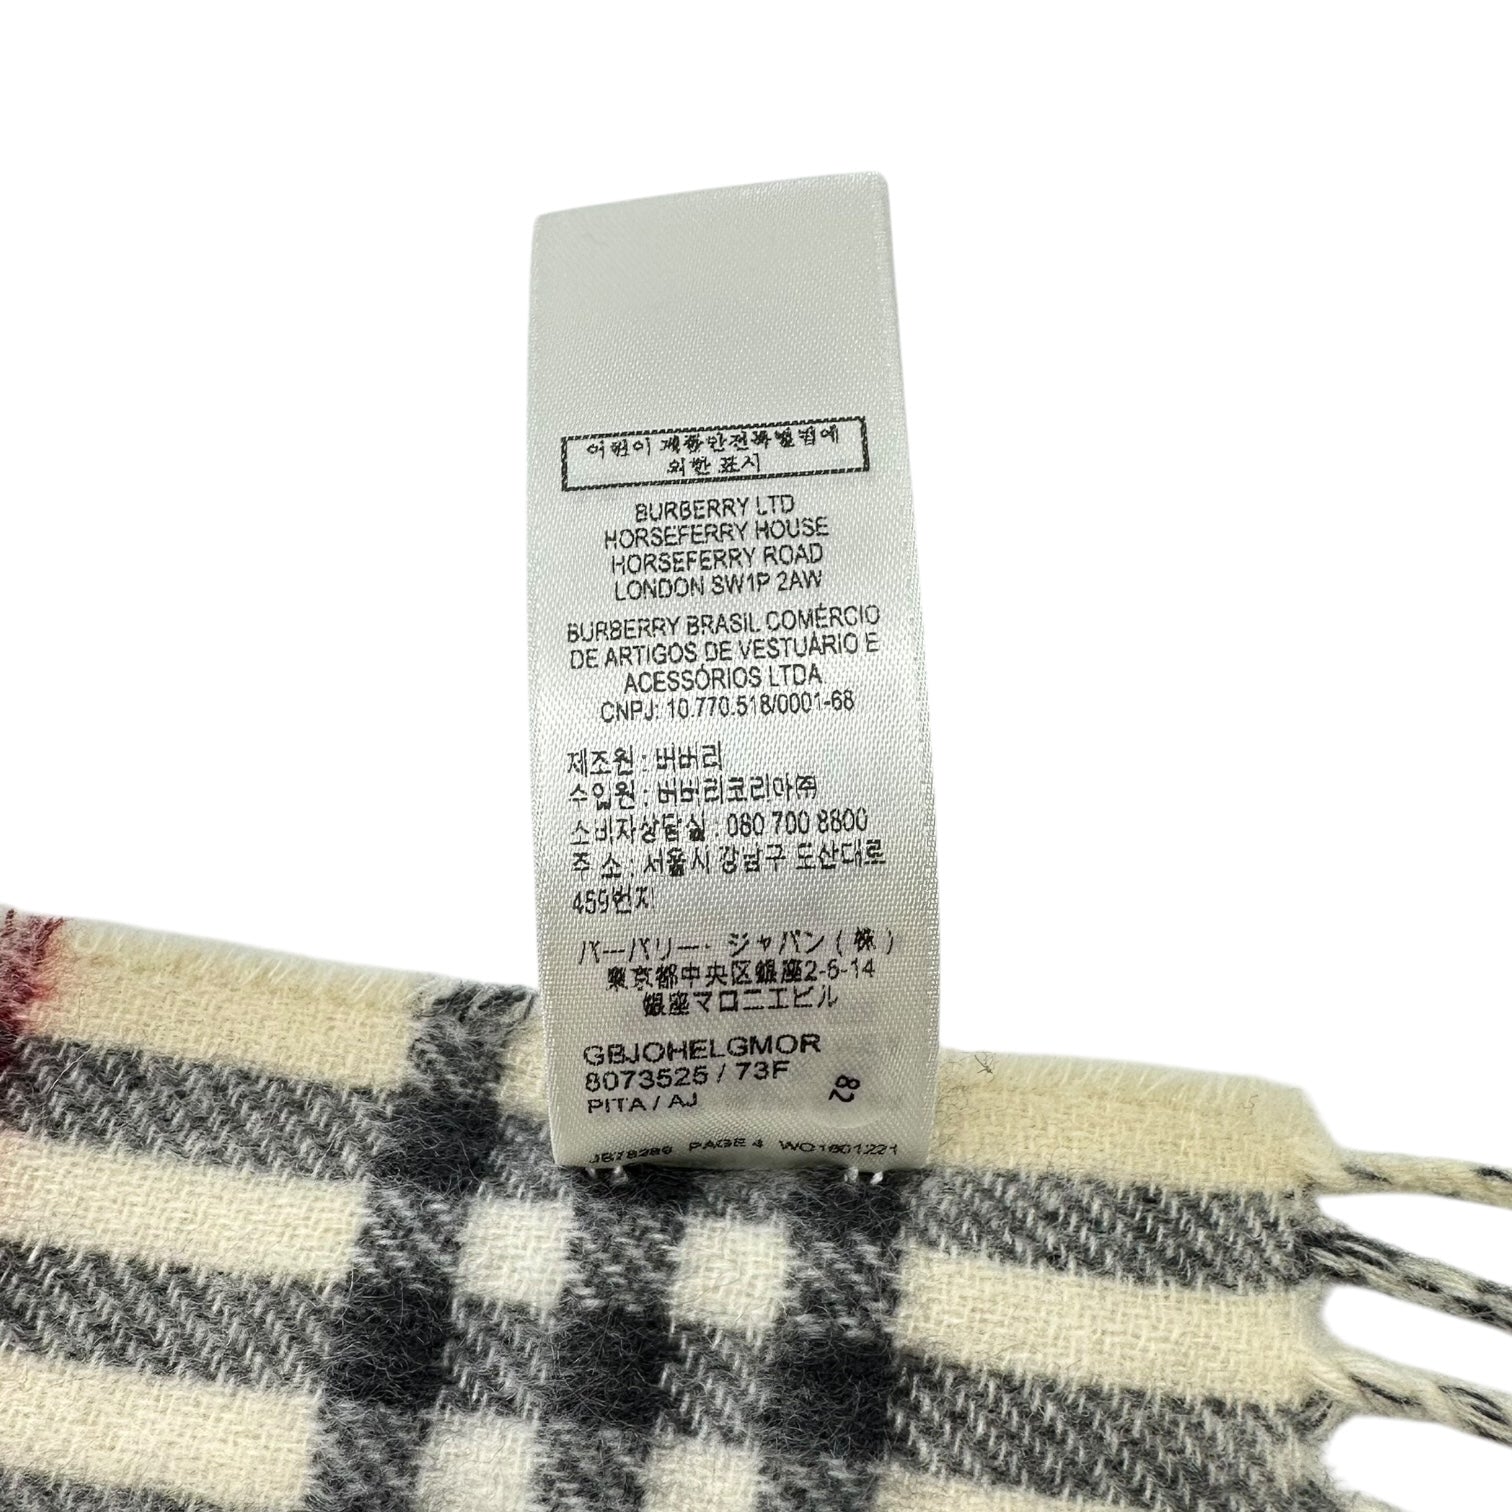 어린이 제품안전특별법에
의한 표시
BURBERRY LTD
HORSEFERRY HOUSE
HORSEFERRY ROAD
LONDON SW1P 2AW
BURBERRY BRASIL COMÉRCIO
DE ARTIGOS DE VESTUÁRIO E
ACESSÓRIOS LTDA
CNPJ: 10.770.518/0001-68
제조원 : 버버리
수입원 : 버버리코리아㈜
소비자상담실 : 080 700 8800
주 소 : 서울시 강남구 도산대로
459번지
バーバリー・ジャパン ( 株 )
東京都中央区銀座2-6-14
銀座マロニエビル
GBJOHELGMOR
8073525 / 73F
PITA / AJ
82
JB78286 PAGE 4 WO1601221